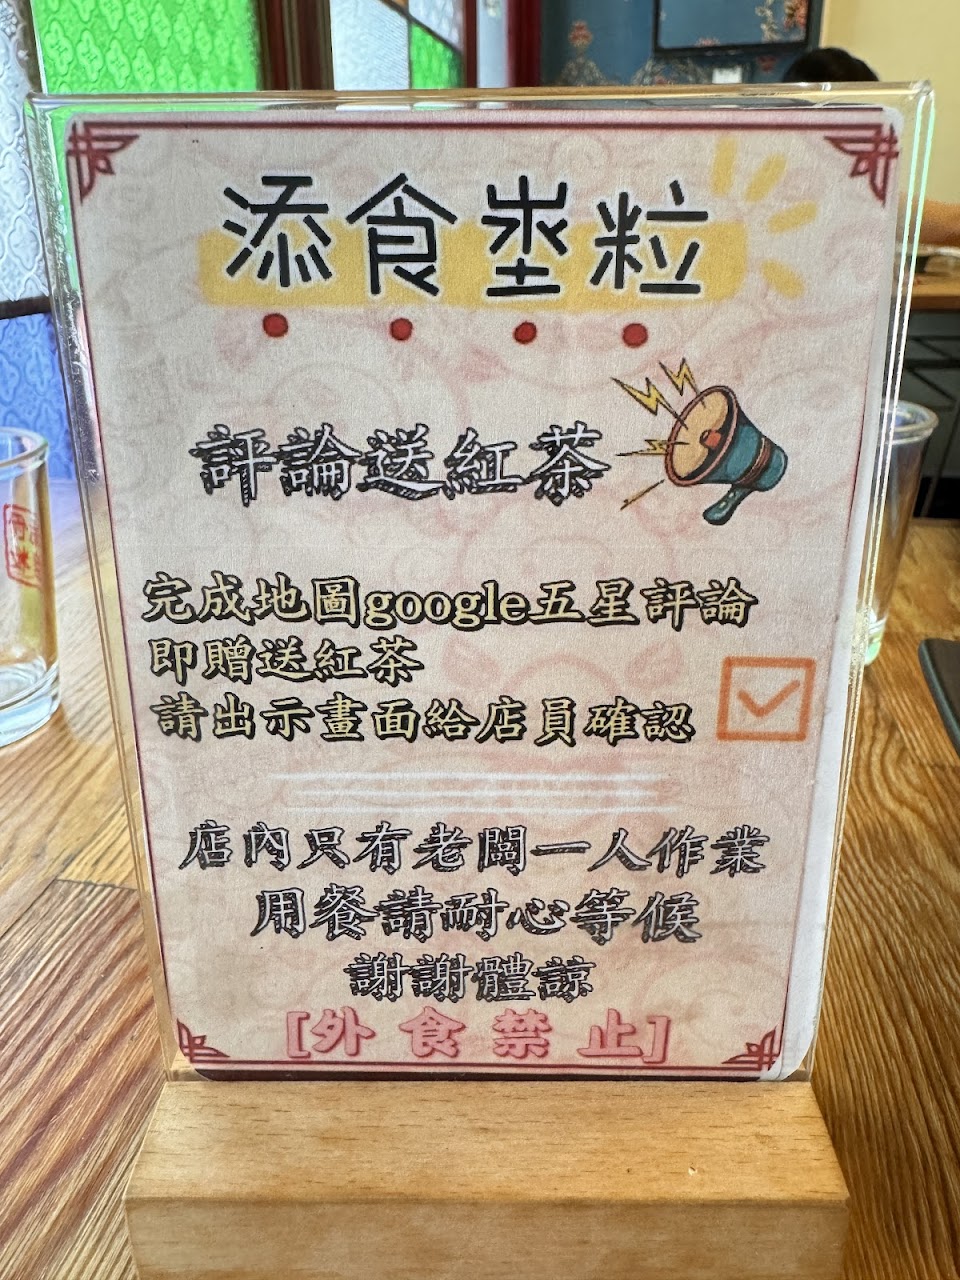 添食埊粒
評論送紅茶
完成地圖google五星評論
即贈送紅茶
請出示畫面給店員確認
店內只有老闆一人作業
用餐請耐心等候
謝謝體諒
[外食禁止]